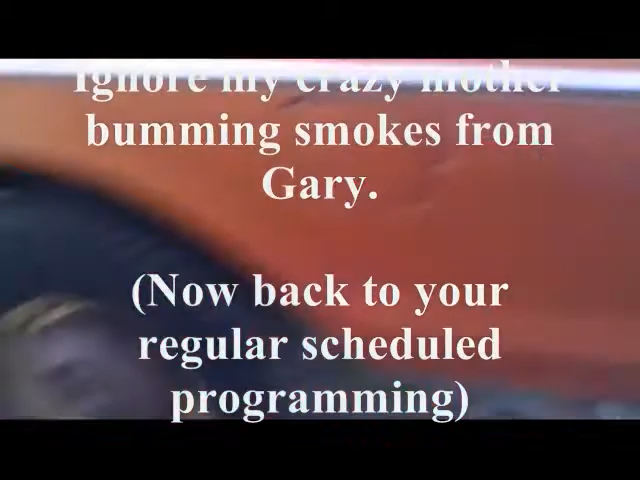 Ignore my crazy mother
bumming smokes from
Gary.
(Now back to your
regular scheduled
programming)